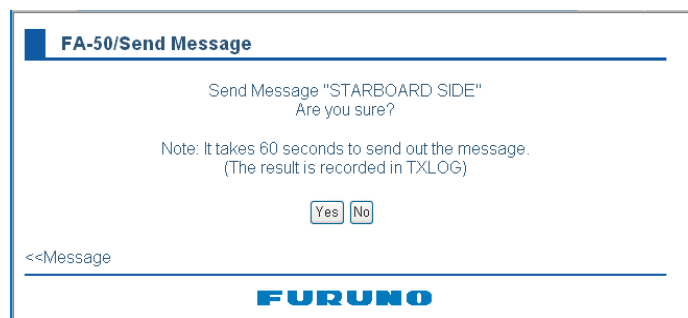 FA-50/Send Message
Send Message "STARBOARD SIDE"
Are you sure?
Note: It takes 60 seconds to send out the message.
(The result is recorded in TXLOG)
Yes No
<<Message
FURUNO